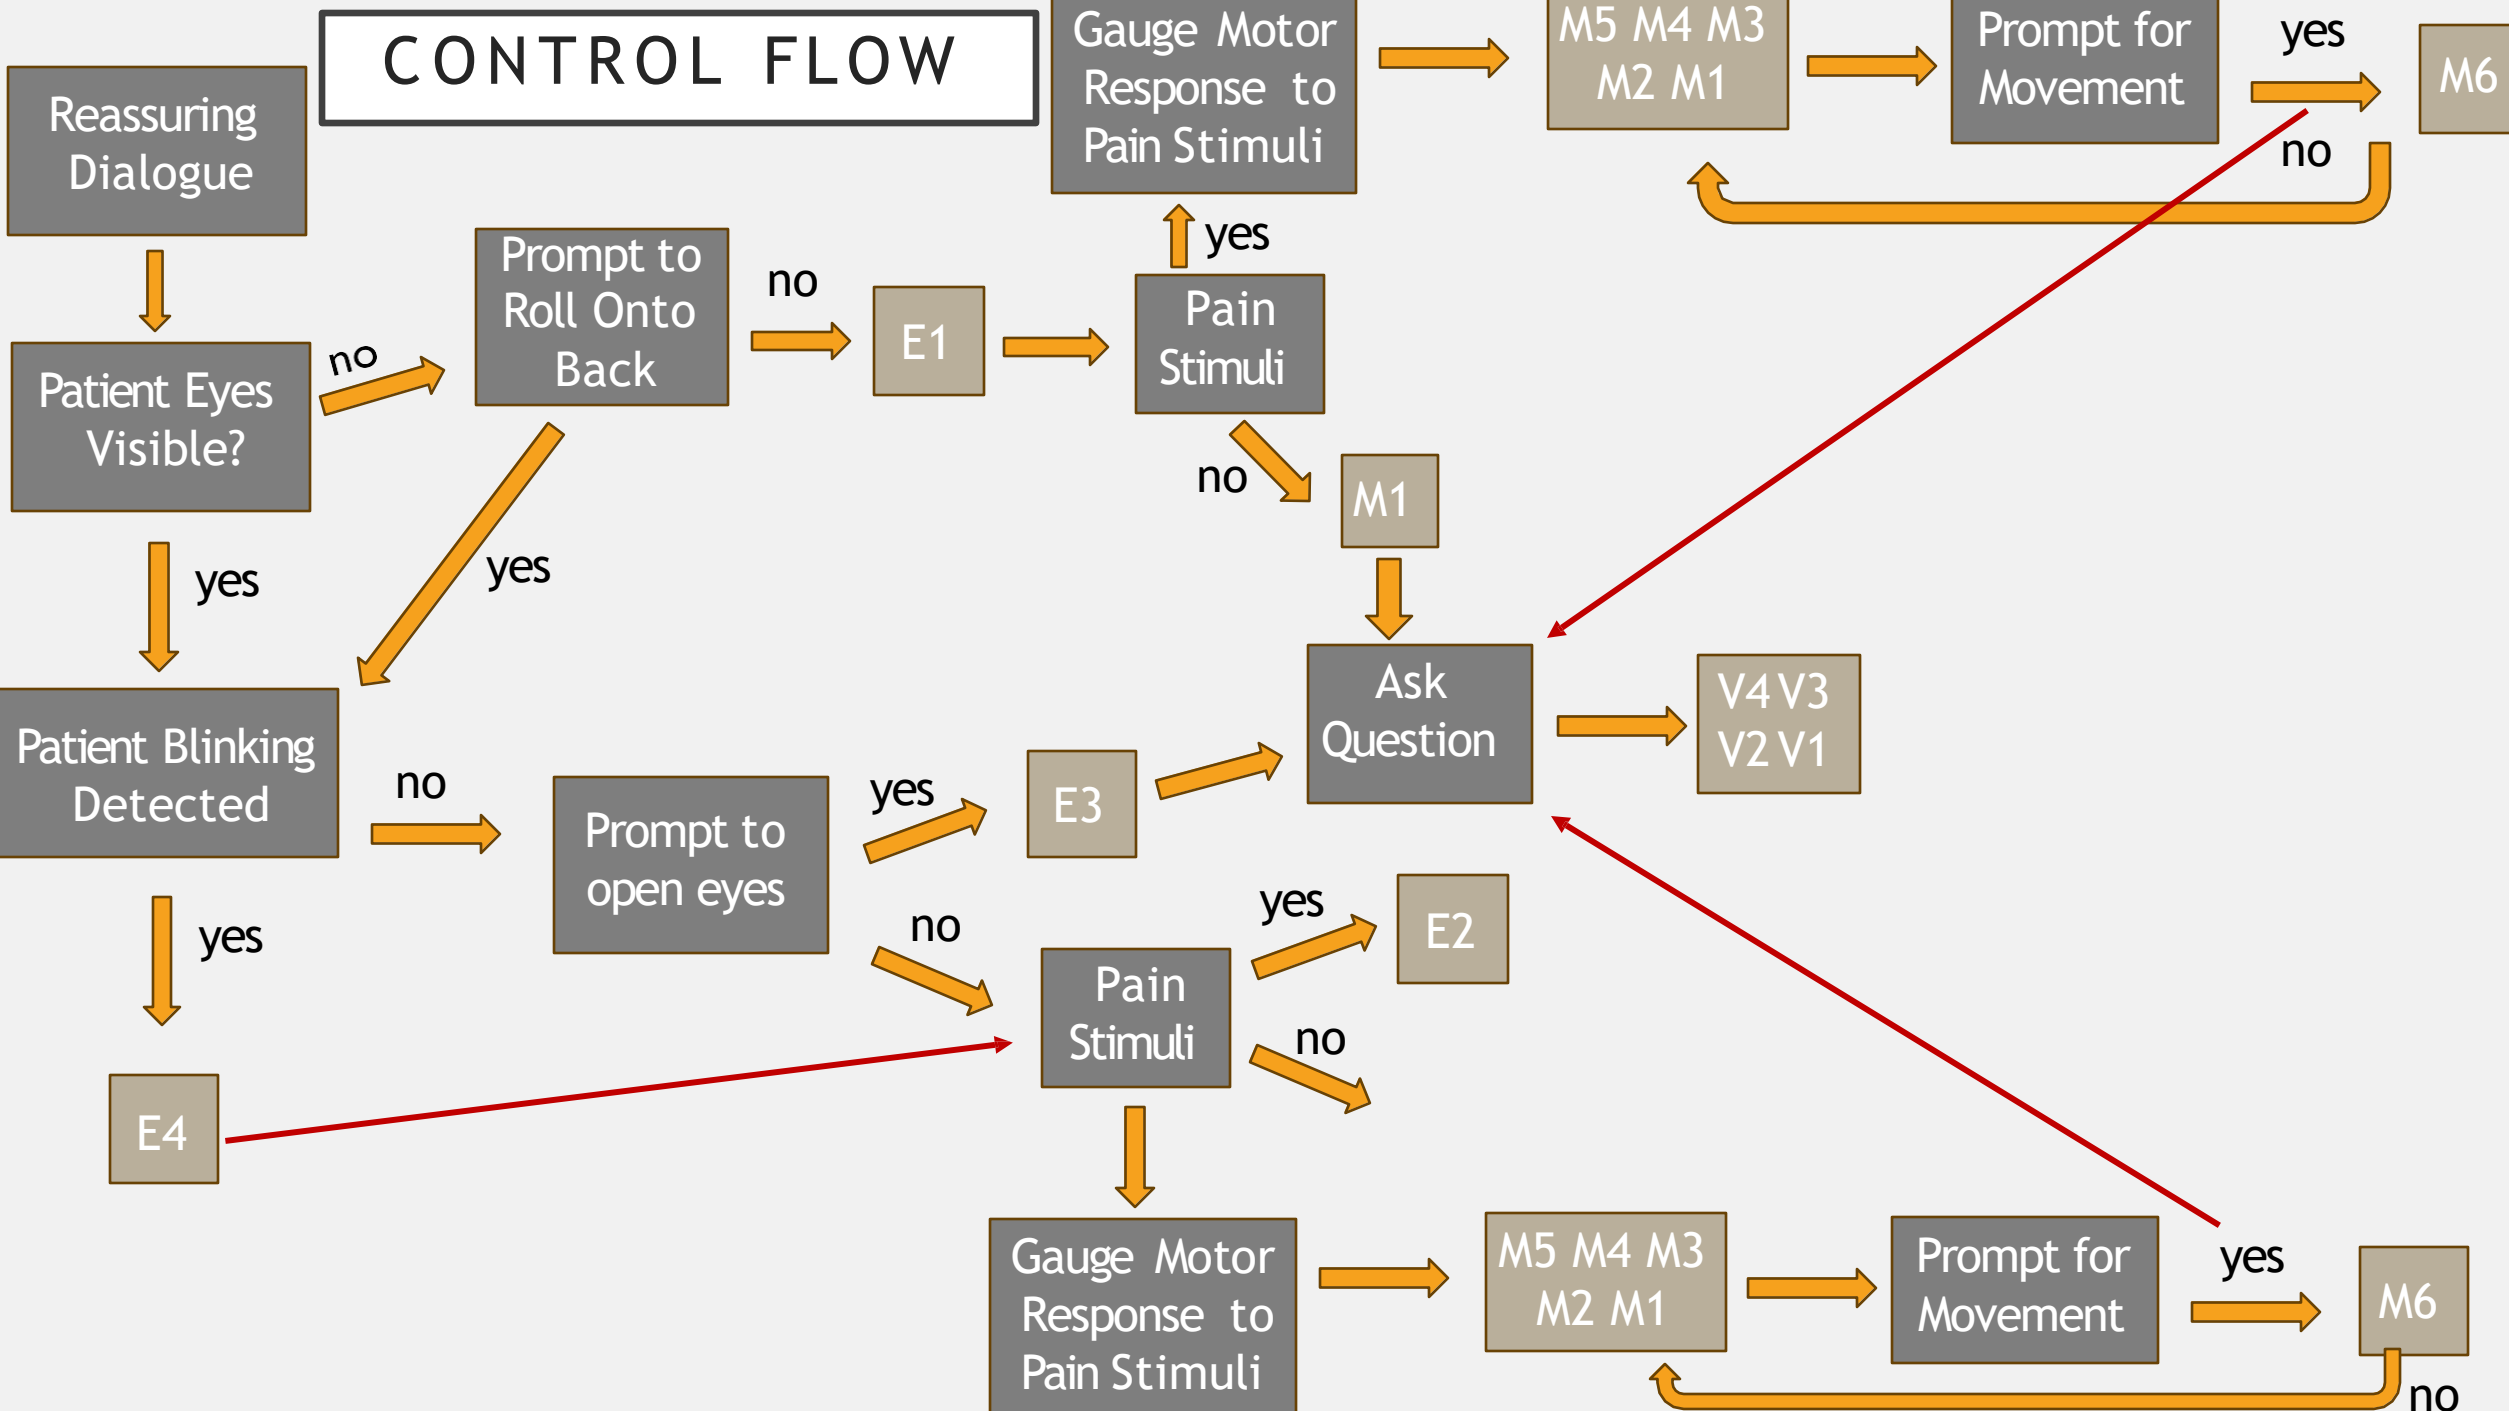 CONTROL FLOW
Reassuring
Dialogue
Patient Eyes
Visible?
no
yes
Prompt to
Roll Onto
Back
no
yes
E1
Pain
Stimuli
yes
no
Gauge Motor
Response to
Pain Stimuli
M5 M4 M3
M2 M1
Prompt for
Movement
yes
no
M6
M1
Ask
Question
V4 V3
V2 V1
Patient Blinking
Detected
no
yes
E4
Prompt to
open eyes
yes
no
E3
Pain
Stimuli
yes
no
E2
Gauge Motor
Response to
Pain Stimuli
M5 M4 M3
M2 M1
Prompt for
Movement
yes
M6
no